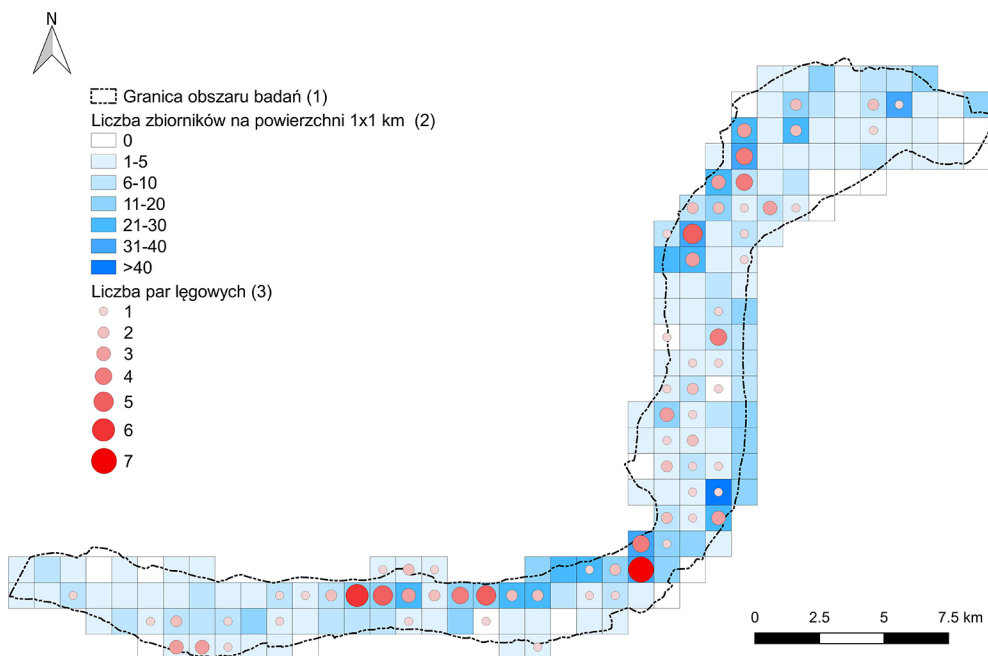 N
Granica obszaru badań (1)
Liczba zbiorników na powierzchni 1x1 km (2)
0
1-5
6-10
11-20
21-30
31-40
>40
Liczba par lęgowych (3)
1
2
3
4
5
6
7
0 2.5 5 7.5 km